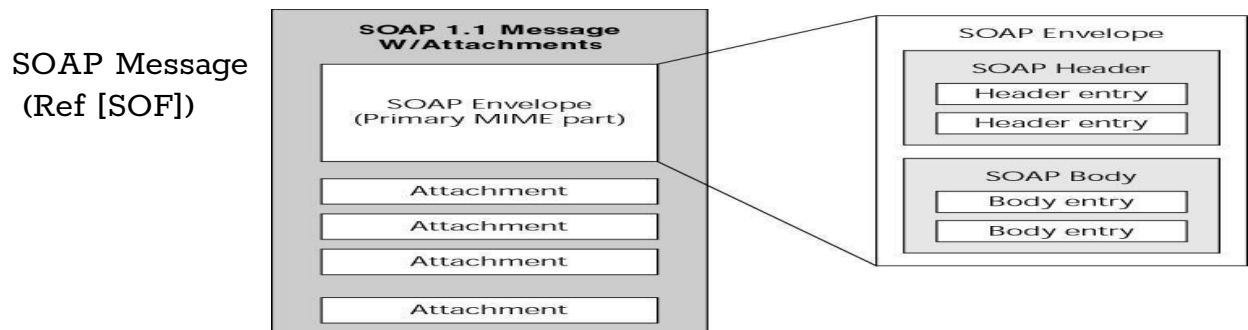 SOAP Message
(Ref [SOF])
SOAP 1.1 Message
W/Attachments
SOAP Envelope
(Primary MIME part)
Attachment
Attachment
Attachment
Attachment
SOAP Envelope
SOAP Header
Header entry
Header entry
SOAP Body
Body entry
Body entry